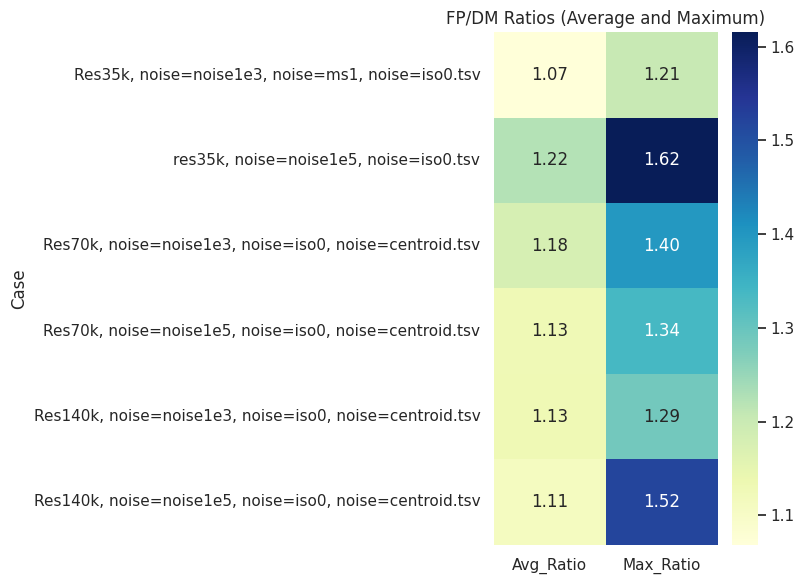 FP/DM Ratios (Average and Maximum)
Case
Res35k, noise=noise1e3, noise=ms1, noise=iso0.tsv
1.07
1.21
res35k, noise=noise1e5, noise=iso0.tsv
1.22
1.62
Res70k, noise=noise1e3, noise=iso0, noise=centroid.tsv
1.18
1.40
Res70k, noise=noise1e5, noise=iso0, noise=centroid.tsv
1.13
1.34
Res140k, noise=noise1e3, noise=iso0, noise=centroid.tsv
1.13
1.29
Res140k, noise=noise1e5, noise=iso0, noise=centroid.tsv
1.11
1.52
Avg_Ratio
Max_Ratio
1.6
1.5
1.4
1.3
1.2
1.1